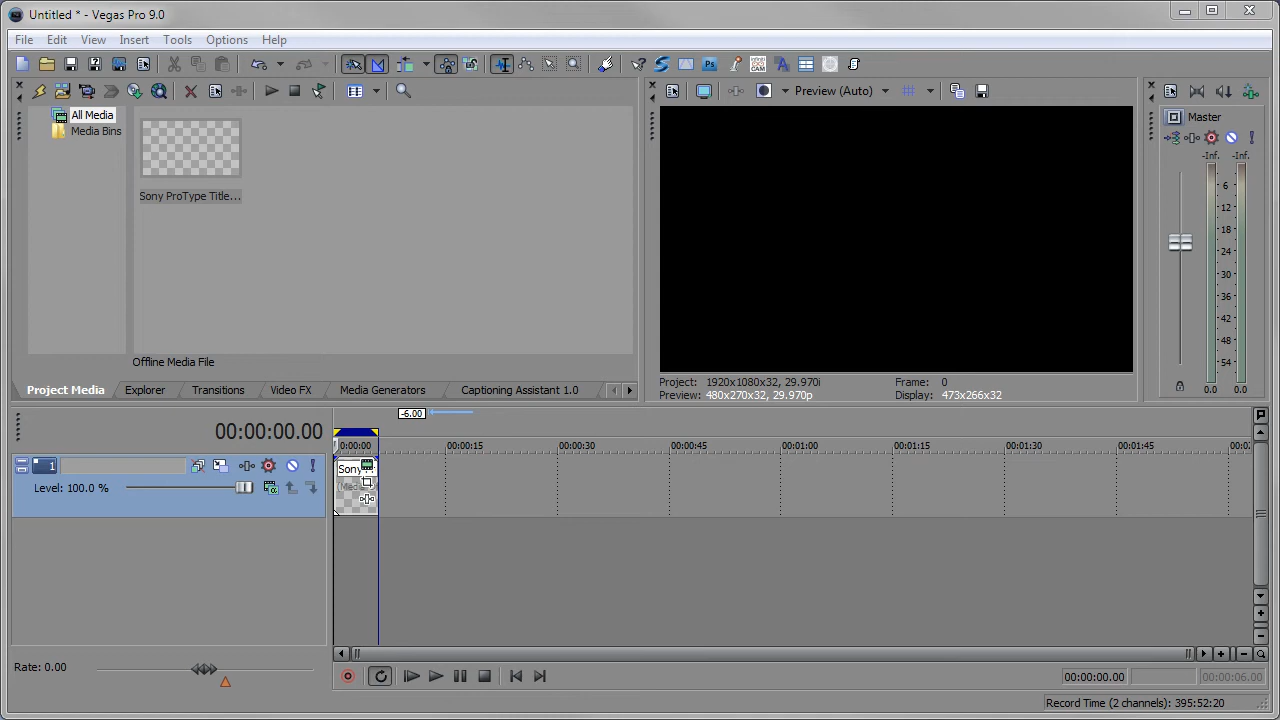 Untitled * - Vegas Pro 9.0
File Edit View Insert Tools Options Help
Preview (Auto)
All Media
Media Bins
Sony ProType Title...
Offline Media File
Project Media Explorer Transitions Video FX Media Generators Captioning Assistant 1.0
Project: 1920x1080x32, 29.970i
Frame: 0
Preview: 480x270x32, 29.970p
Display: 473x266x32
Master
-Inf. -Inf.
6
12
18
24
30
36
42
48
54
0.0 0.0
-6.00
00:00:00.00
0:00:00 00:00:15 00:00:30 00:00:45 00:01:00 00:01:15 00:01:30 00:01:45
1
Level: 100.0 %
Sony
Rate: 0.00
00:00:00.00
00:00:06.00
Record Time (2 channels): 395:52:20